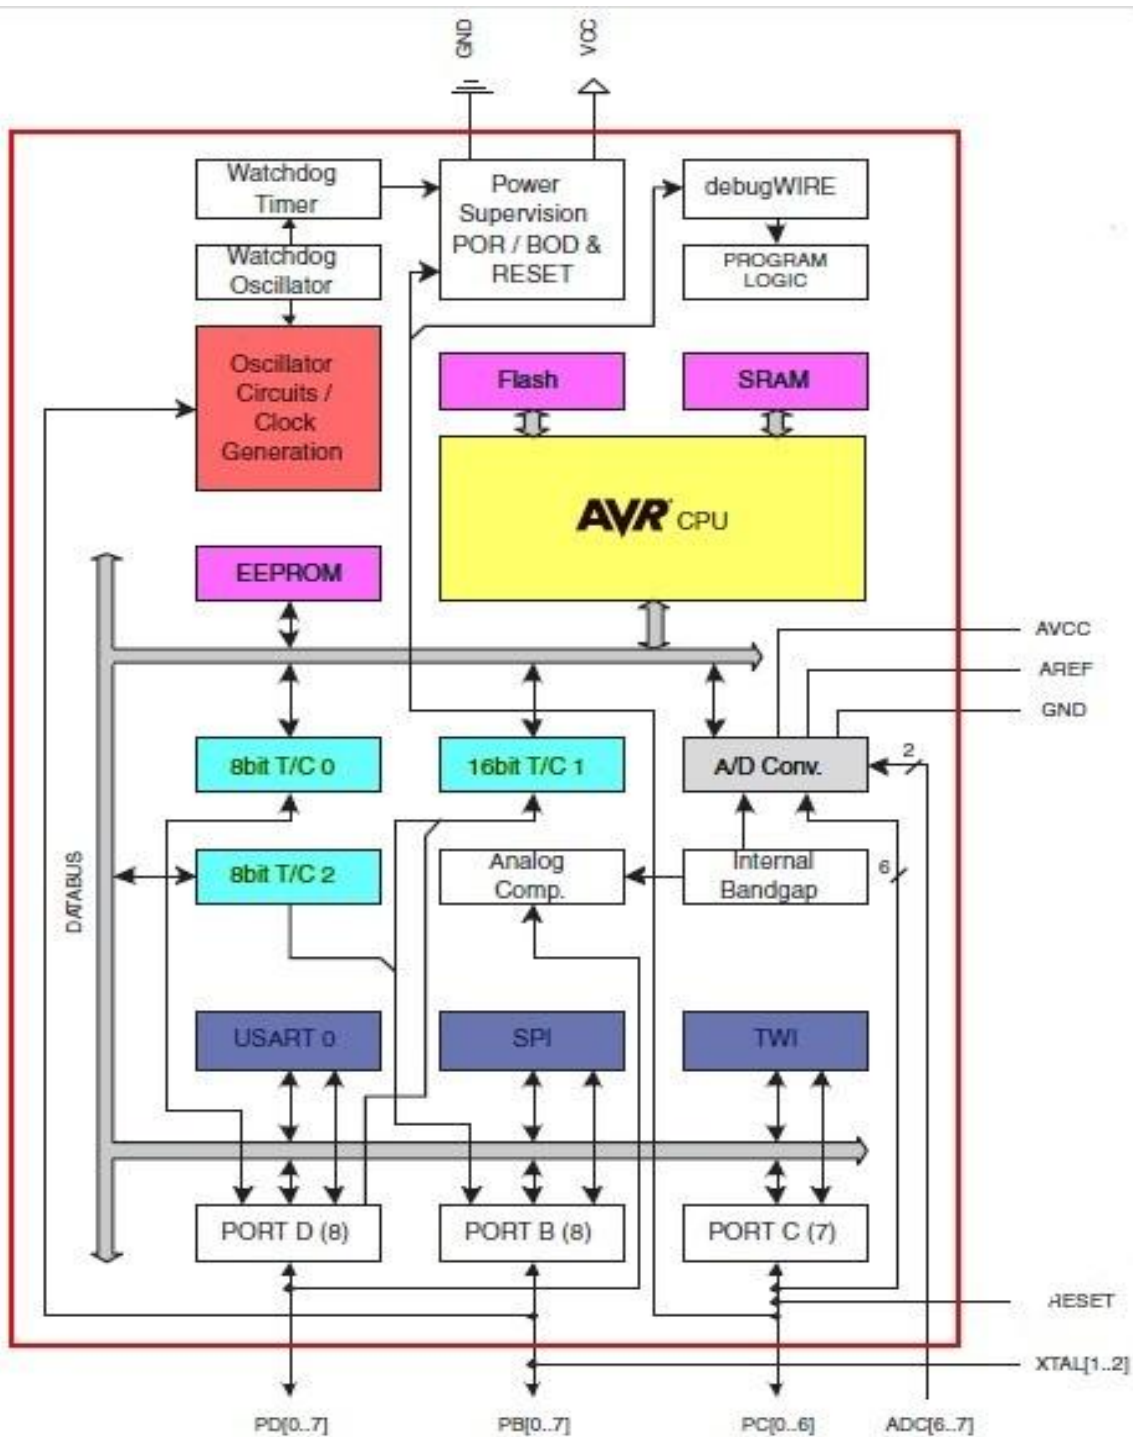 GND
VCC
Watchdog
Timer
Power
Supervision
POR / BOD &
RESET
debugWIRE
Watchdog
Oscillator
PROGRAM
LOGIC
Oscillator
Circuits /
Clock
Generation
Flash
SRAM
AVR CPU
EEPROM
AVCC
AREF
GND
8bit T/C 0
16bit T/C 1
A/D Conv.
2
DATABUS
8bit T/C 2
Analog
Comp.
Internal
Bandgap
6
USART 0
SPI
TWI
PORT D (8)
PORT B (8)
PORT C (7)
RESET
XTAL[1..2]
PD[0..7]
PB[0..7]
PC[0..6]
ADC[6..7]